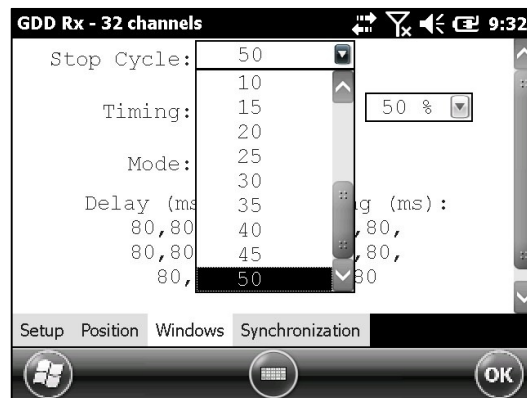 GDD Rx - 32 channels 9:32
Stop Cycle: 50
10
Timing: 15 50 %
20
25
Mode: 30
Delay (ms 35 g (ms):
80,80 40 ,80,
80,80 45 ,80,
80, 50 80
Setup Position Windows Synchronization
OK